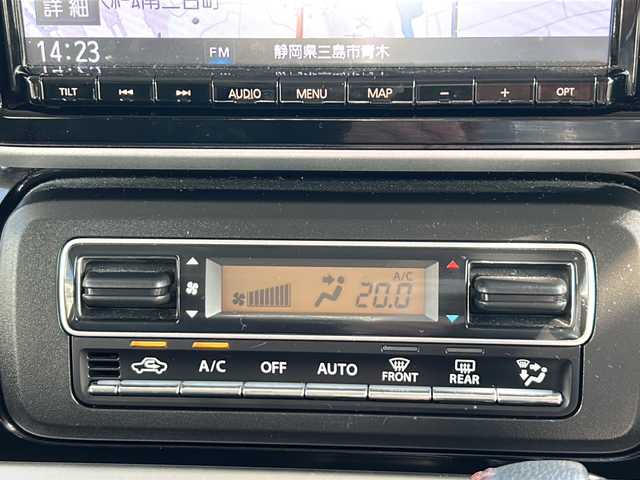 詳細
14:23 FM 静岡県三島市青木
TILT AUDIO MENU MAP - + OPT
A/C
20.0
A/C OFF AUTO FRONT REAR